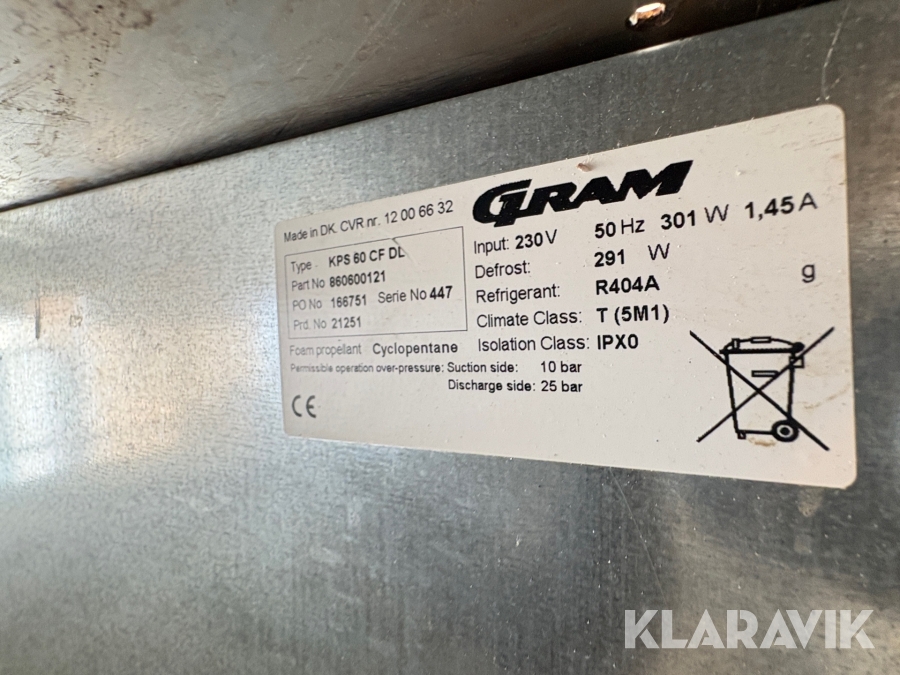 Made in DK. CVR nr. 12 00 66 32
GRAM
Type KPS 60 CF DL
Part No 860600121
PO No 166751 Serie No 447
Prd. No 21251
Input: 230 V 50 Hz 301 W 1,45 A
Defrost: 291 W
Refrigerant: R404A g
Climate Class: T (5M1)
Isolation Class: IPX0
Foam propellant Cyclopentane
Permissible operation over-pressure: Suction side: 10 bar
Discharge side: 25 bar
CE
KLARAVIK